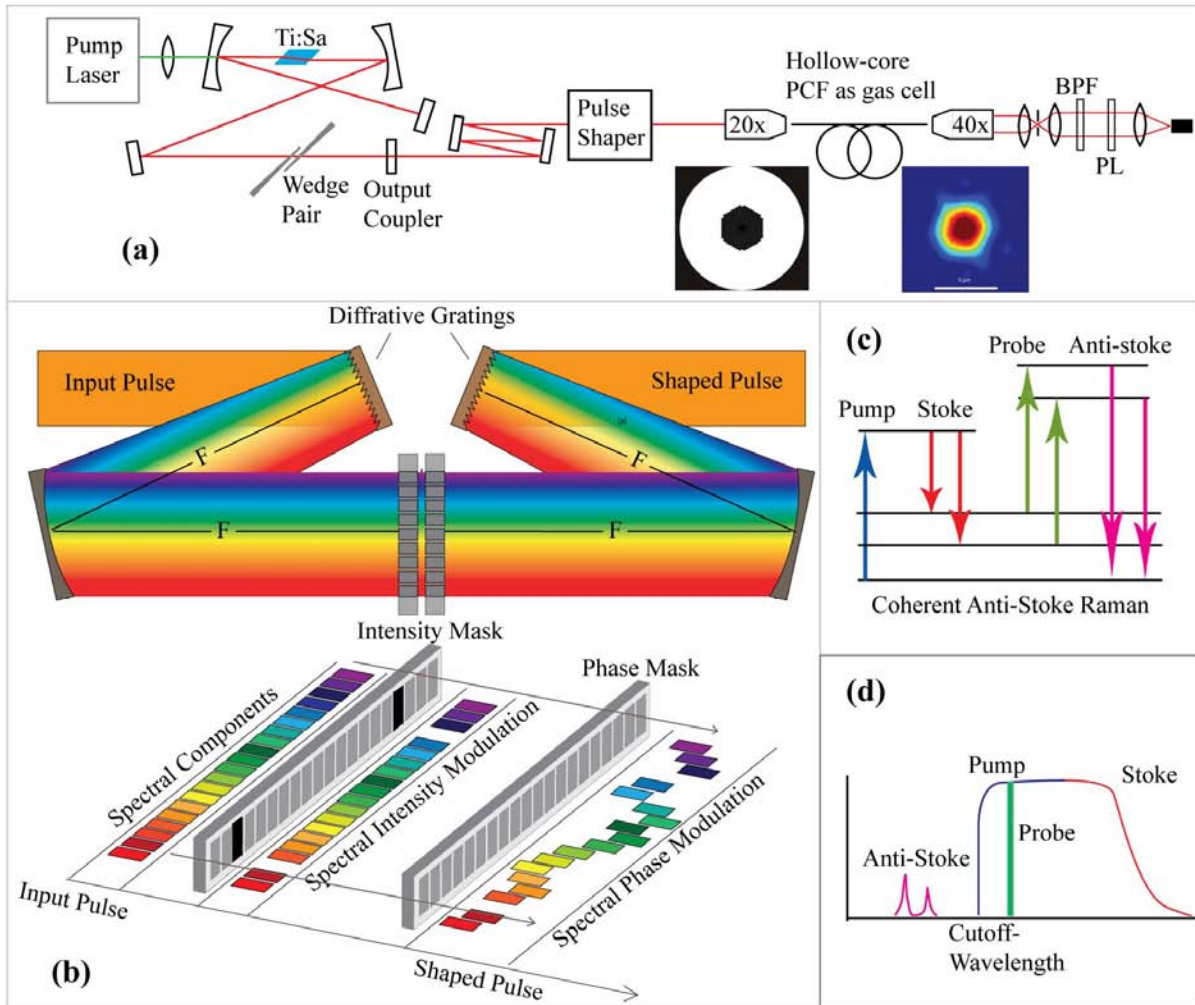 Pump
Laser
Ti:Sa
Wedge
Pair
Output
Coupler
Pulse
Shaper
20x
Hollow-core
PCF as gas cell
40x
BPF
PL
(a)
Diffrative Gratings
Input Pulse
Shaped Pulse
F
F
F
F
Intensity Mask
Phase Mask
Spectral Components
Spectral Intensity Modulation
Spectral Phase Modulation
Input Pulse
Shaped Pulse
(b)
(c)
Probe
Anti-stoke
Pump
Stoke
Coherent Anti-Stoke Raman
(d)
Pump
Stoke
Probe
Anti-Stoke
Cutoff-
Wavelength